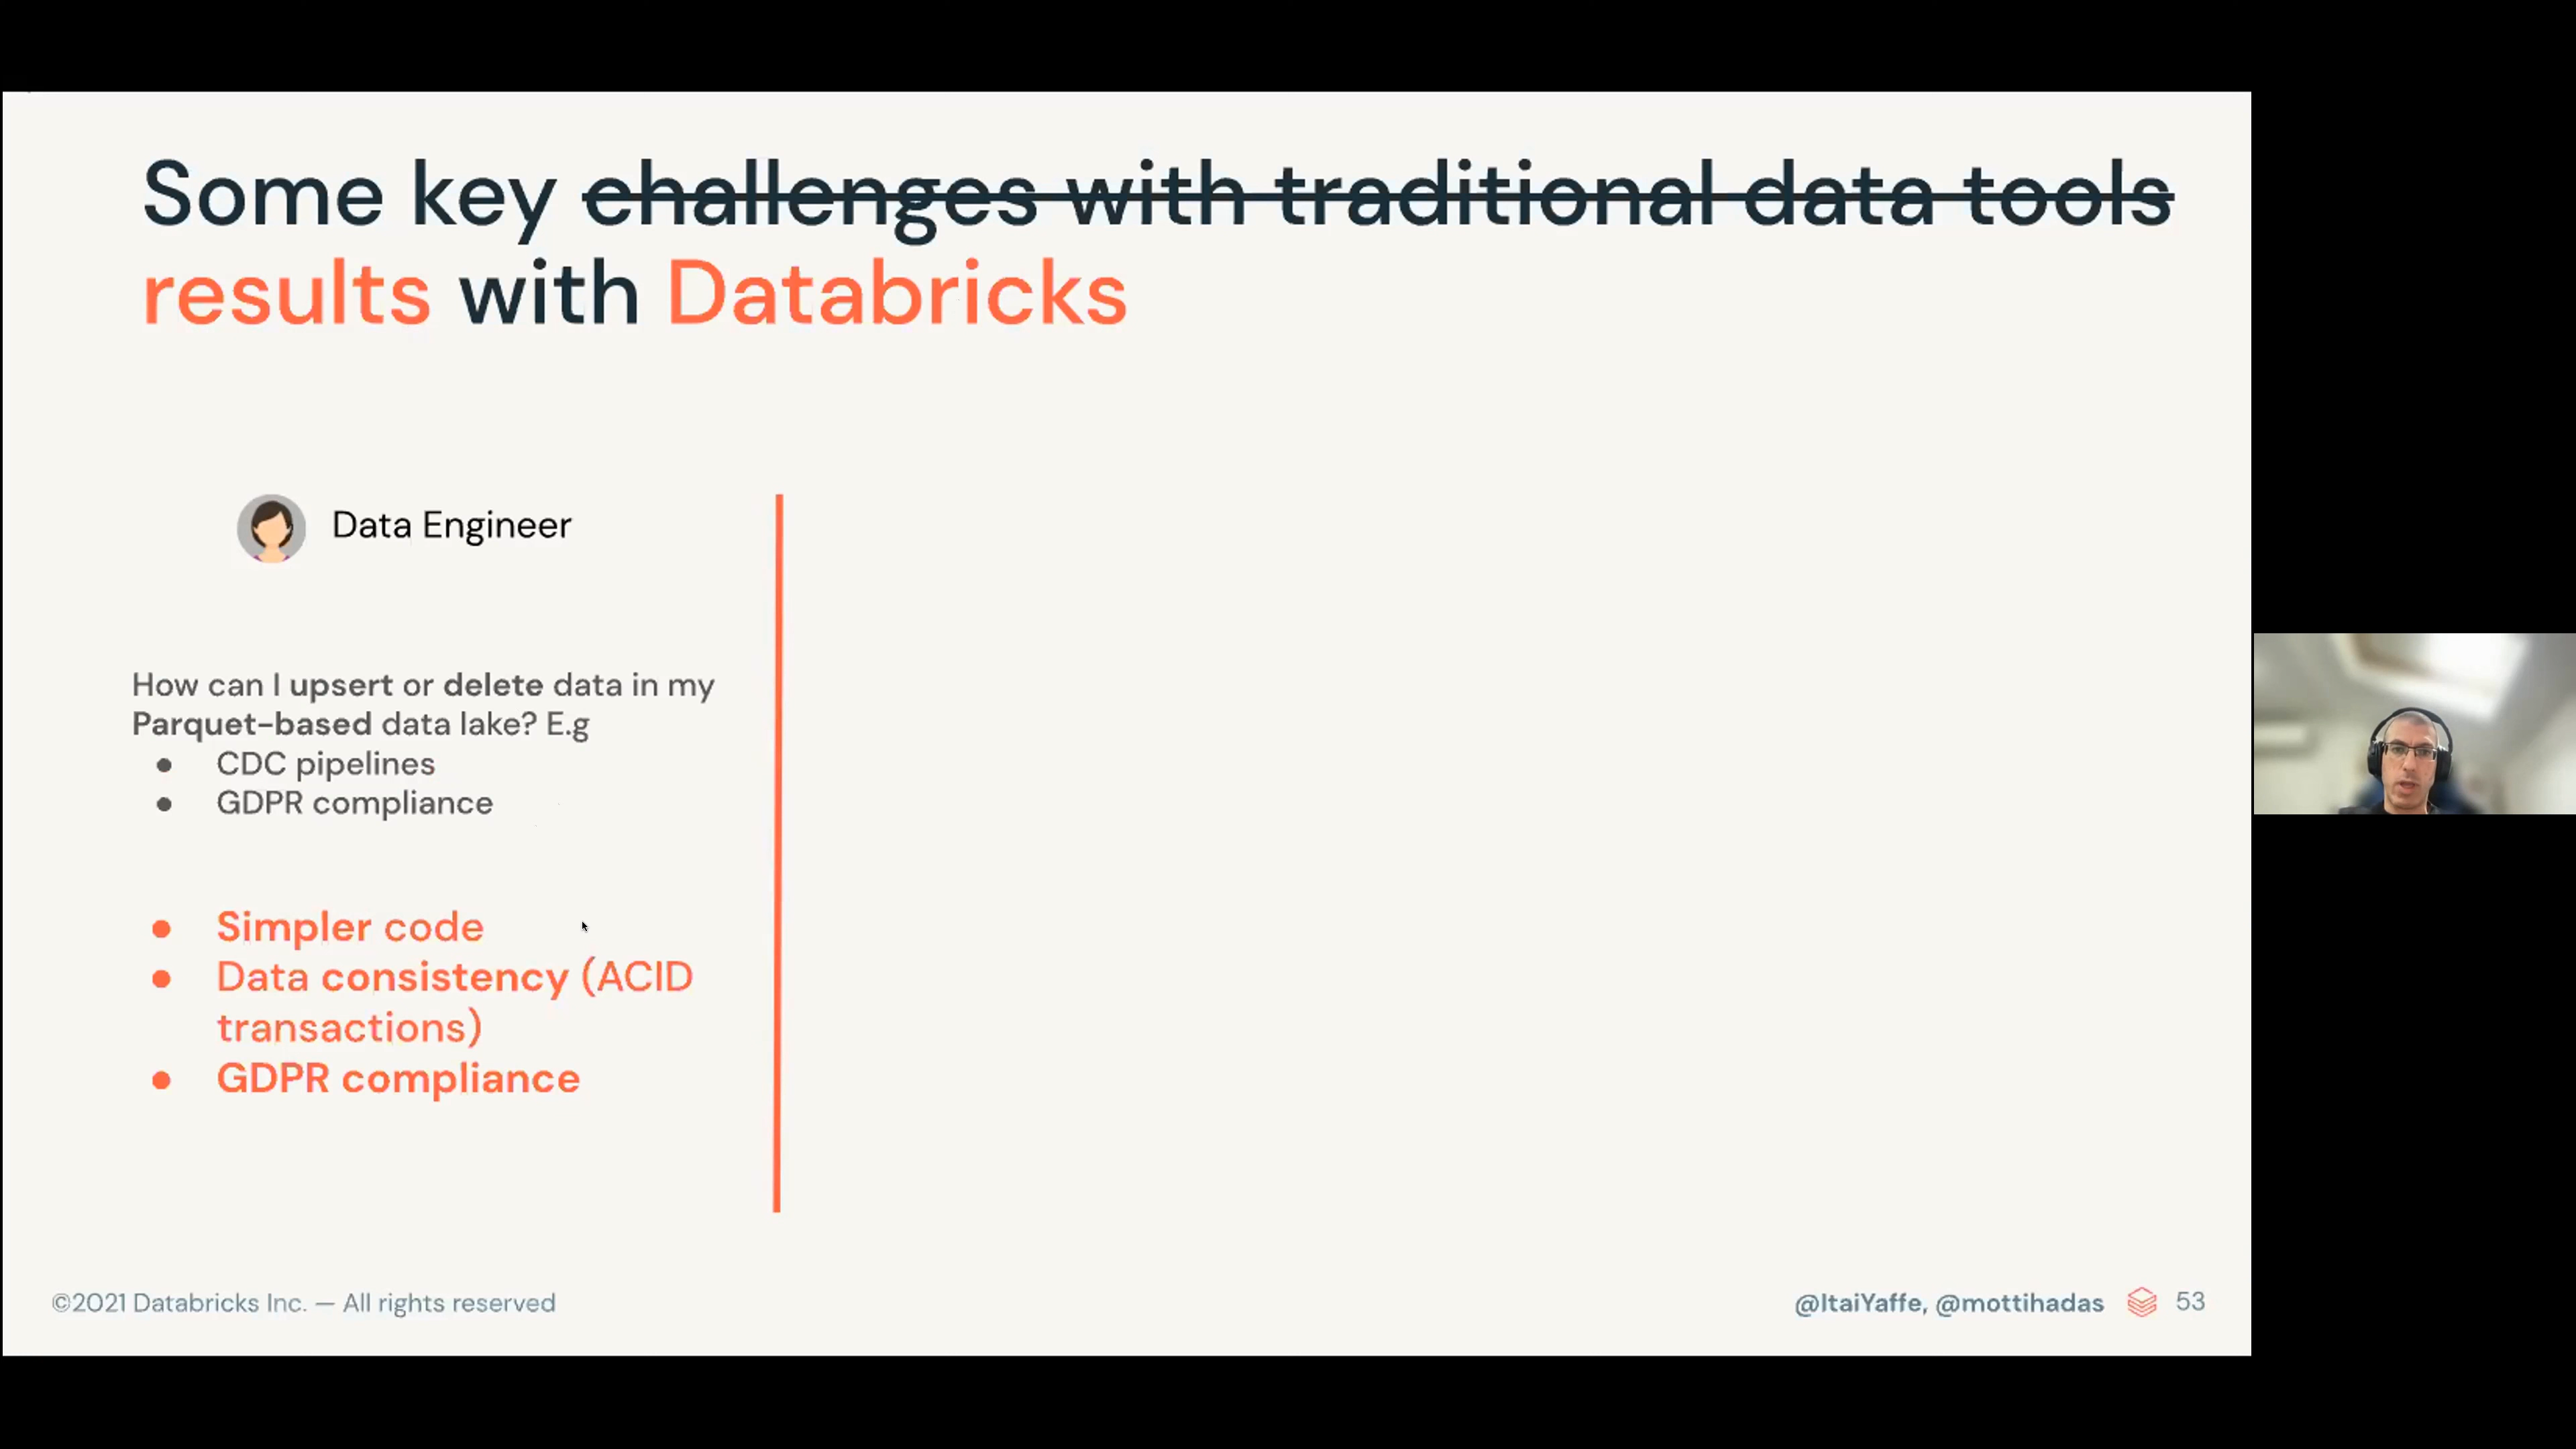 Some key challenges with traditional data tools
results with Databricks
Data Engineer
How can I upsert or delete data in my
Parquet-based data lake? E.g
● CDC pipelines
● GDPR compliance
● Simpler code
● Data consistency (ACID
transactions)
● GDPR compliance
©2021 Databricks Inc. — All rights reserved
@ItaiYaffe, @mottihadas 53